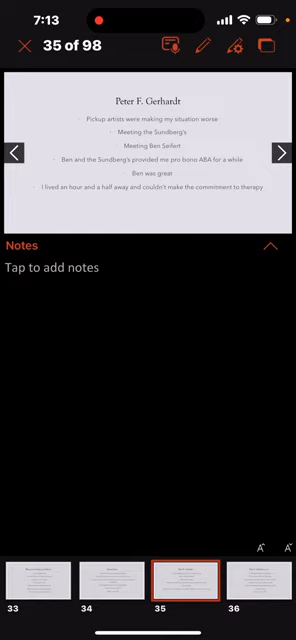 7:13
35 of 98
Peter F. Gerhardt
Pickup artists were making my situation worse
Meeting the Sundberg's
Meeting Ben Seifert
Ben and the Sundberg's provided me pro bono ABA for a while
Ben was great
I lived an hour and a half away and couldn't make the commitment to therapy
Notes
Tap to add notes
A A
33 34 35 36